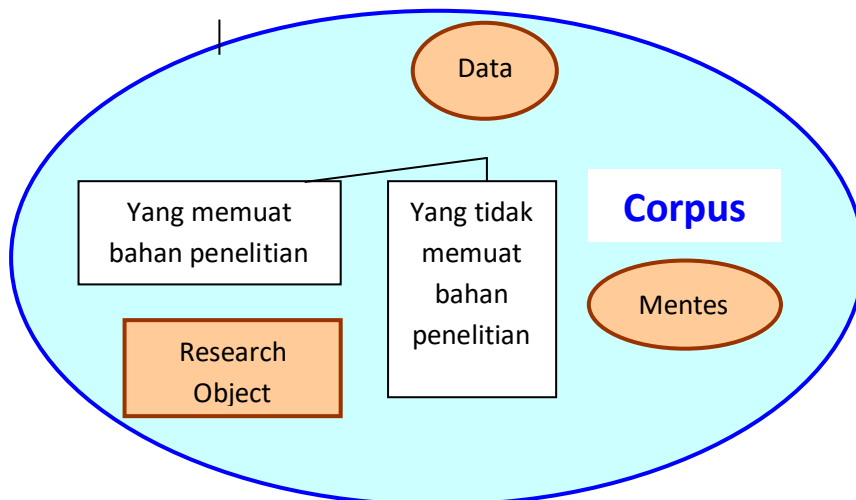 Data
Yang memuat
bahan penelitian
Yang tidak
memuat
bahan
penelitian
Corpus
Mentes
Research
Object